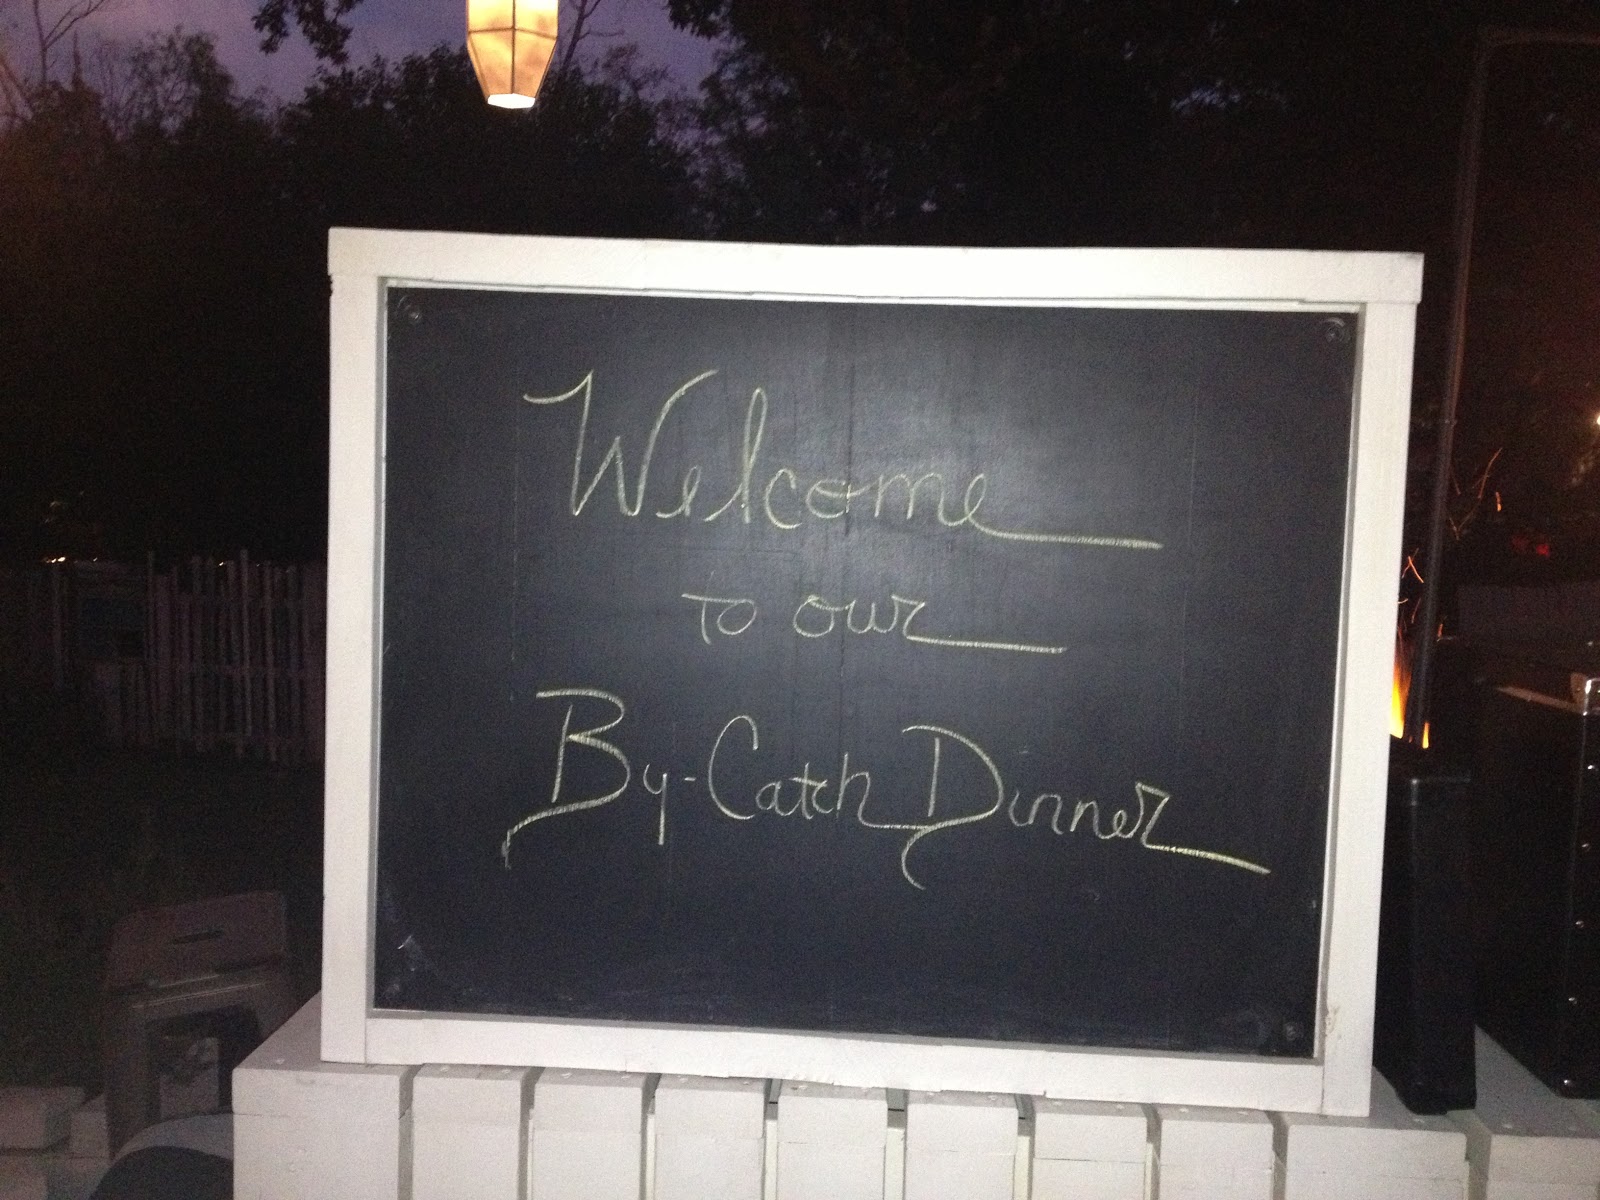 Welcome
to our
By-Catch Dinner